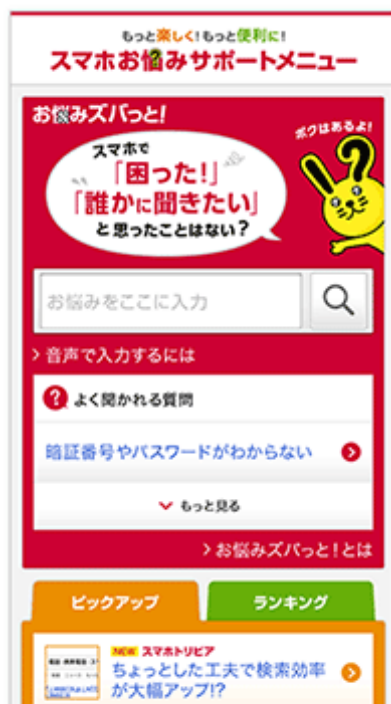 もっと楽しく!もっと便利に!
スマホお悩みサポートメニュー
お悩みズバっと!
ボクはあるよ!
スマホで
「困った!」
「誰かに聞きたい」
と思ったことはない?
お悩みをここに入力
> 音声で入力するには
? よく聞かれる質問
暗証番号やパスワードがわからない
もっと見る
> お悩みズバっと!とは
ピックアップ
ランキング
NEW スマホトリビア
ちょっとした工夫で検索効率
が大幅アップ!?